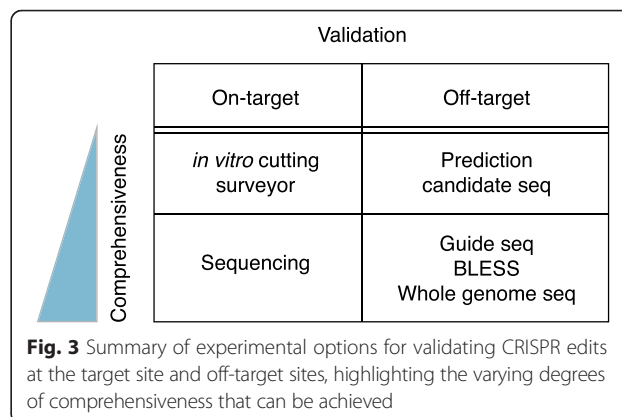 Validation
On-target
Off-target
Comprehensiveness
in vitro cutting
surveyor
Prediction
candidate seq
Sequencing
Guide seq
BLESS
Whole genome seq
Fig. 3 Summary of experimental options for validating CRISPR edits
at the target site and off-target sites, highlighting the varying degrees
of comprehensiveness that can be achieved